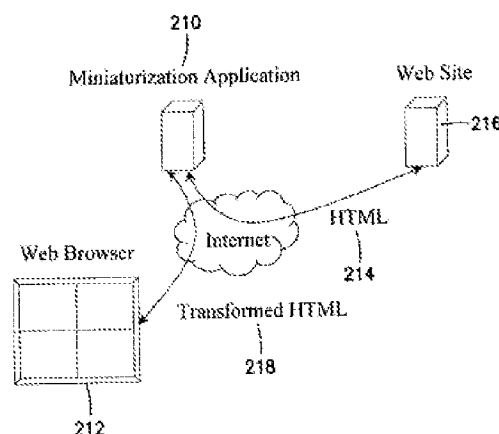 210
Miniaturization Application
Web Site
216
Internet
HTML
214
Web Browser
Transformed HTML
218
212